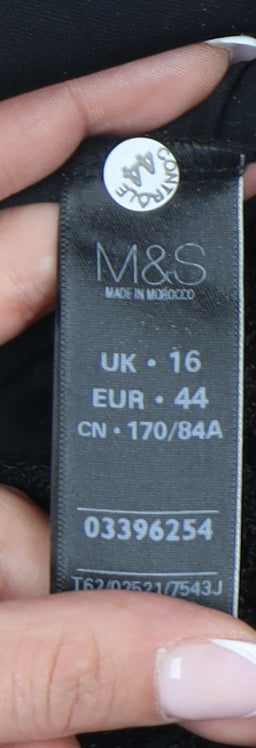 CONTROLE
44
M&S
MADE IN MOROCCO
UK • 16
EUR • 44
CN • 170/84A
03396254
T62/02521/7543J